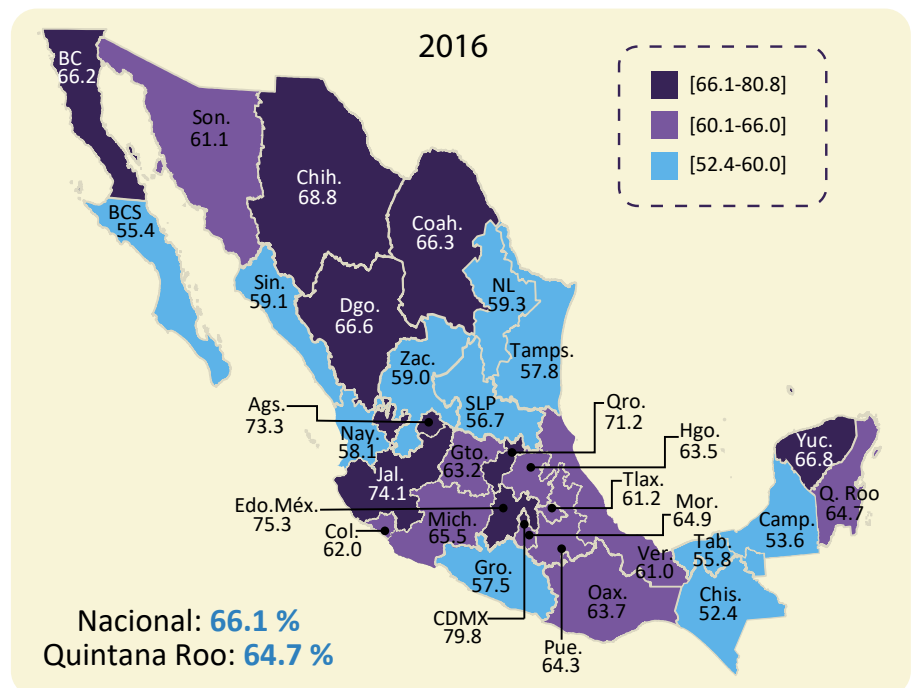 2016
[66.1-80.8]
[60.1-66.0]
[52.4-60.0]
BC
66.2
Son.
61.1
Chih.
68.8
BCS
55.4
Coah.
66.3
Sin.
59.1
Dgo.
66.6
NL
59.3
Zac.
59.0
Tamps.
57.8
Ags.
73.3
SLP
56.7
Qro.
71.2
Nay.
58.1
Gto.
63.2
Hgo.
63.5
Yuc.
66.8
Jal.
74.1
Tlax.
61.2
Q. Roo
64.7
Edo.Méx.
75.3
Mich.
65.5
Mor.
64.9
Camp.
53.6
Col.
62.0
Ver.
61.0
Tab.
55.8
Gro.
57.5
Oax.
63.7
Chis.
52.4
CDMX
79.8
Pue.
64.3
Nacional: 66.1 %
Quintana Roo: 64.7 %